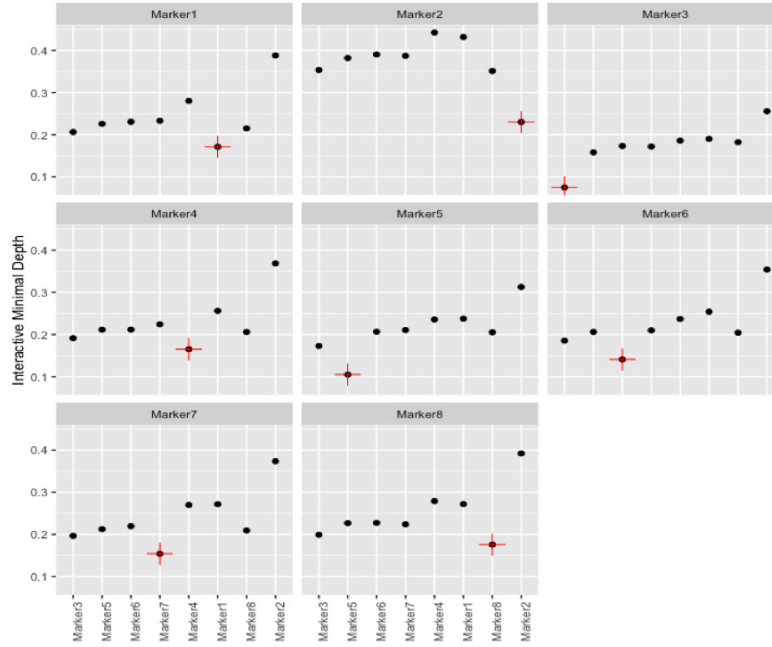 Marker1 Marker2 Marker3
0.4
0.3
0.2
0.1
Marker4 Marker5 Marker6
0.4
0.3
0.2
0.1
Interactive Minimal Depth
Marker7 Marker8
0.4
0.3
0.2
0.1
Marker3 Marker5 Marker6 Marker7 Marker4 Marker1 Marker8 Marker2 Marker3 Marker5 Marker6 Marker7 Marker4 Marker1 Marker8 Marker2